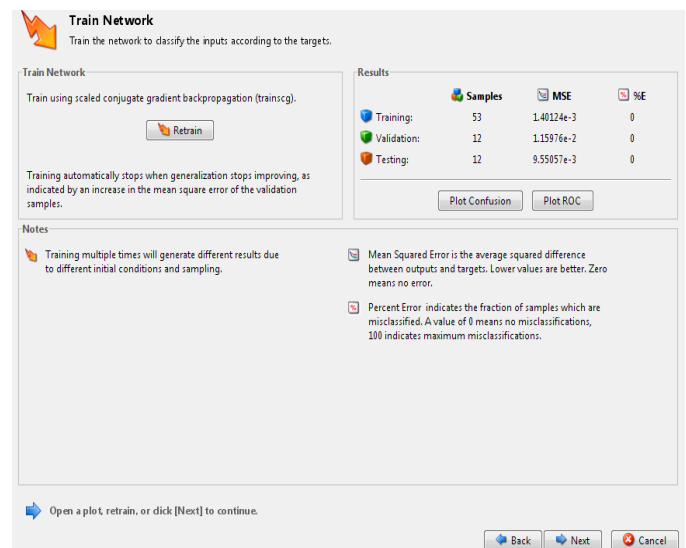 Train Network
Train the network to classify the inputs according to the targets.
Train Network
Train using scaled conjugate gradient backpropagation (trainscg).
Retrain
Training automatically stops when generalization stops improving, as
indicated by an increase in the mean square error of the validation
samples.
Results
Samples MSE %E
Training: 53 1.40124e-3 0
Validation: 12 1.15976e-2 0
Testing: 12 9.55057e-3 0
Plot Confusion Plot ROC
Notes
Training multiple times will generate different results due
to different initial conditions and sampling.
Mean Squared Error is the average squared difference
between outputs and targets. Lower values are better. Zero
means no error.
Percent Error indicates the fraction of samples which are
misclassified. A value of 0 means no misclassifications,
100 indicates maximum misclassifications.
Open a plot, retrain, or click [Next] to continue.
Back Next Cancel